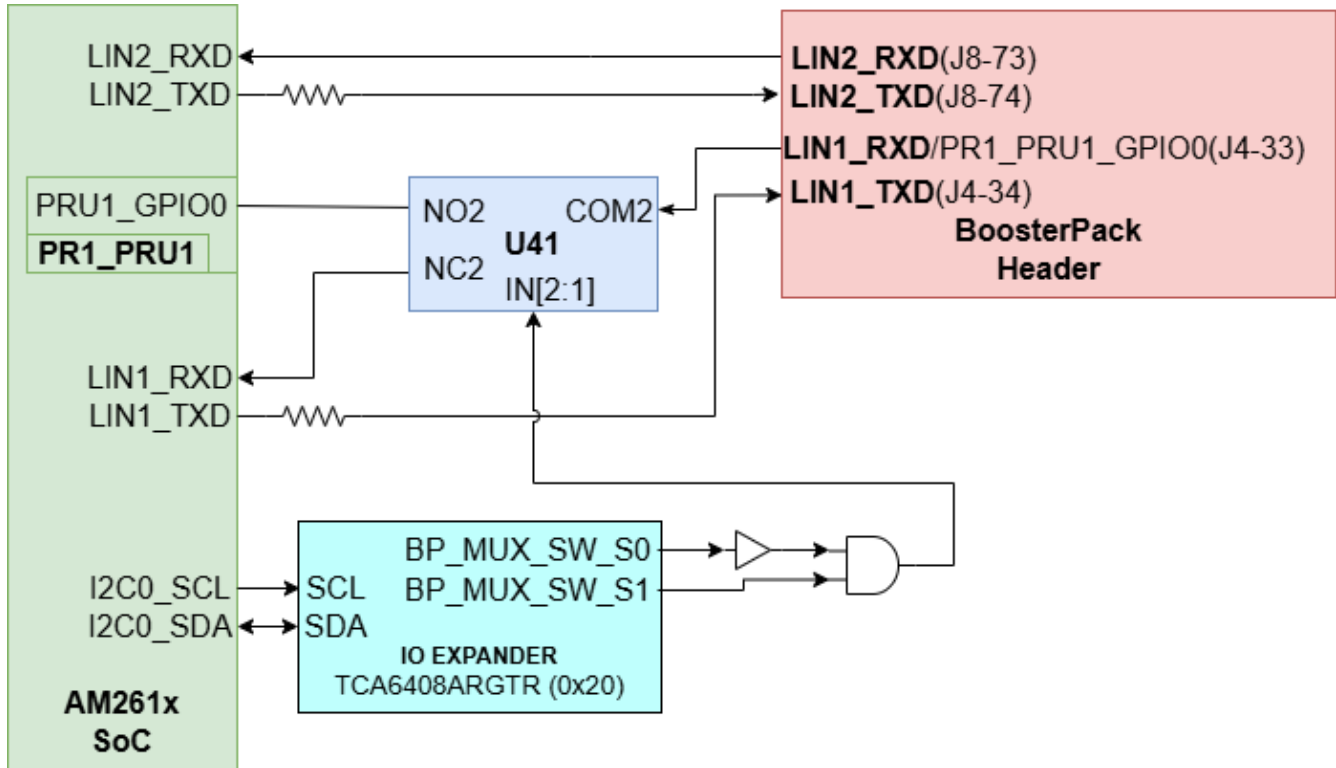 LIN2_RXD
LIN2_TXD
PRU1_GPIO0
PR1_PRU1
LIN1_RXD
LIN1_TXD
I2C0_SCL
I2C0_SDA
AM261x
SoC
NO2
COM2
U41
NC2
IN[2:1]
LIN2_RXD(J8-73)
LIN2_TXD(J8-74)
LIN1_RXD/PR1_PRU1_GPIO0(J4-33)
LIN1_TXD(J4-34)
BoosterPack
Header
BP_MUX_SW_S0
BP_MUX_SW_S1
SCL
SDA
IO EXPANDER
TCA6408ARGTR (0x20)